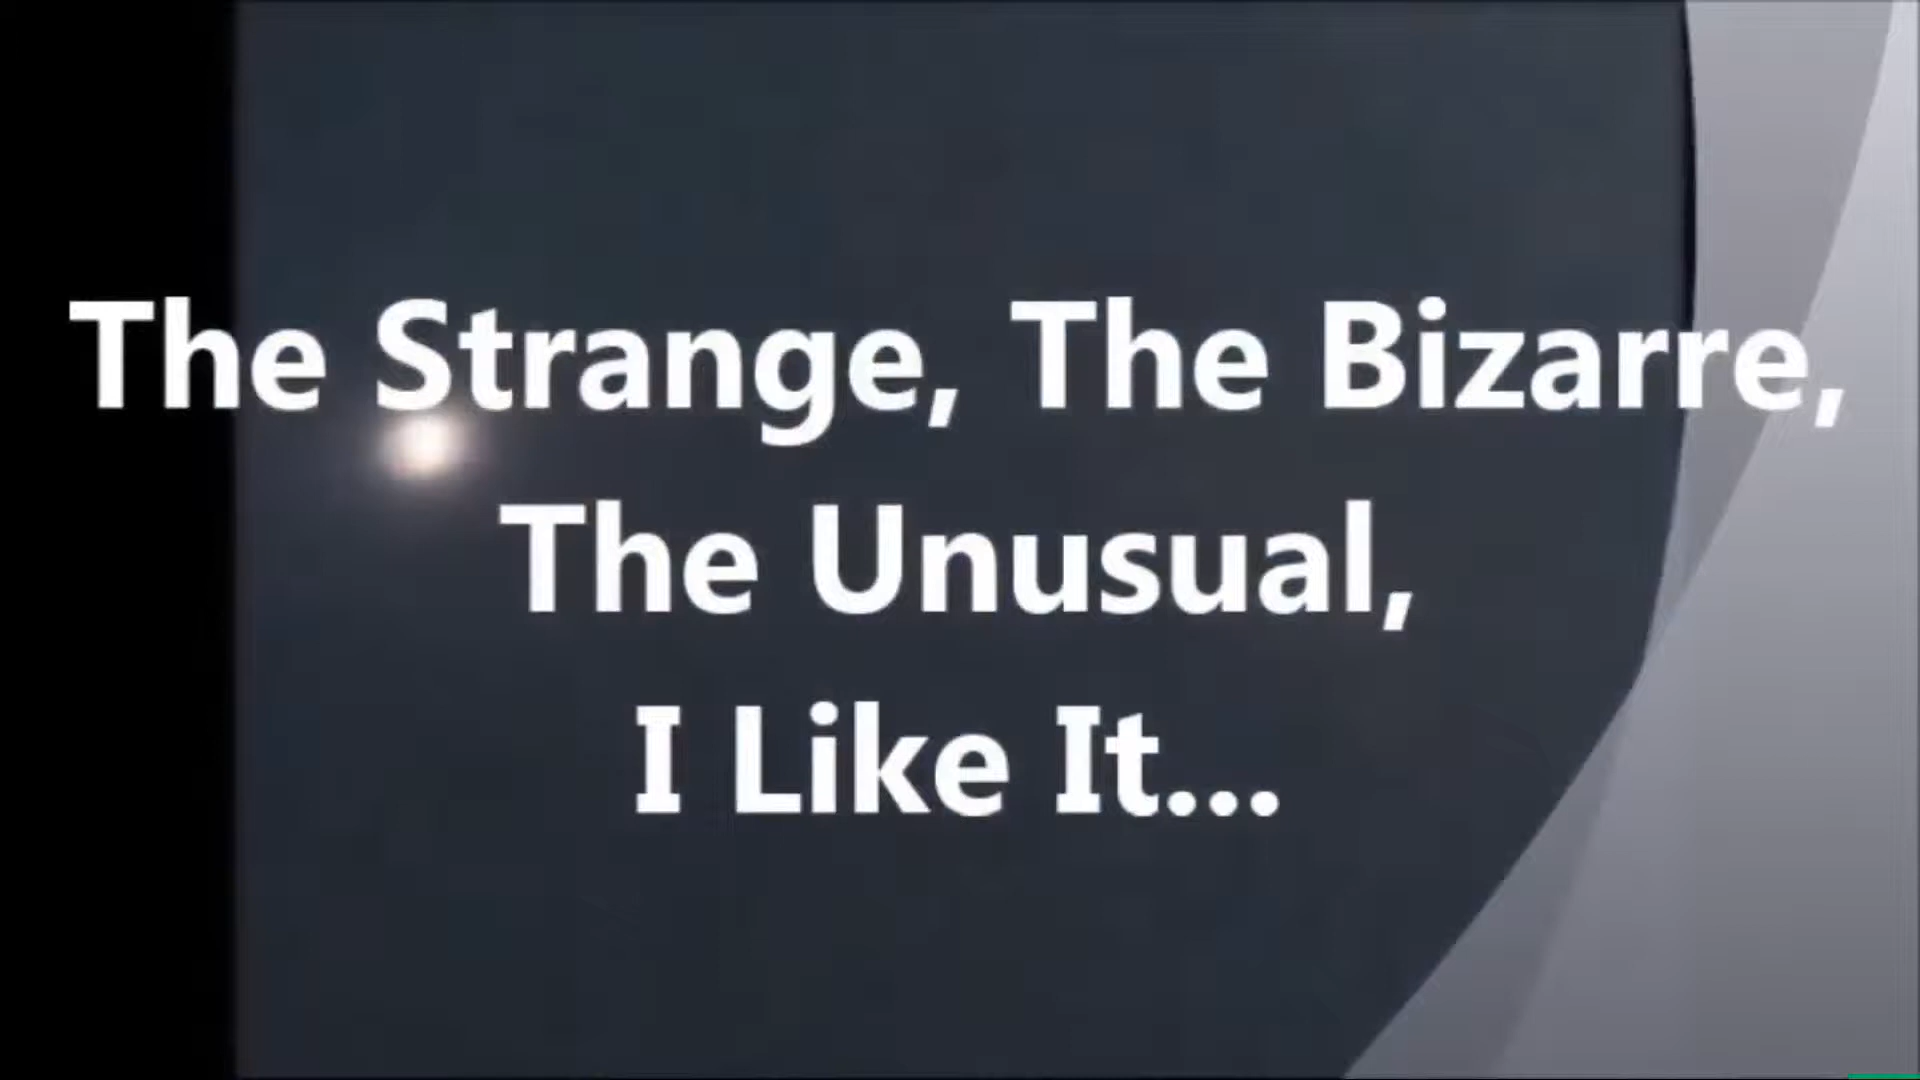 The Strange, The Bizarre,
The Unusual,
I Like It...